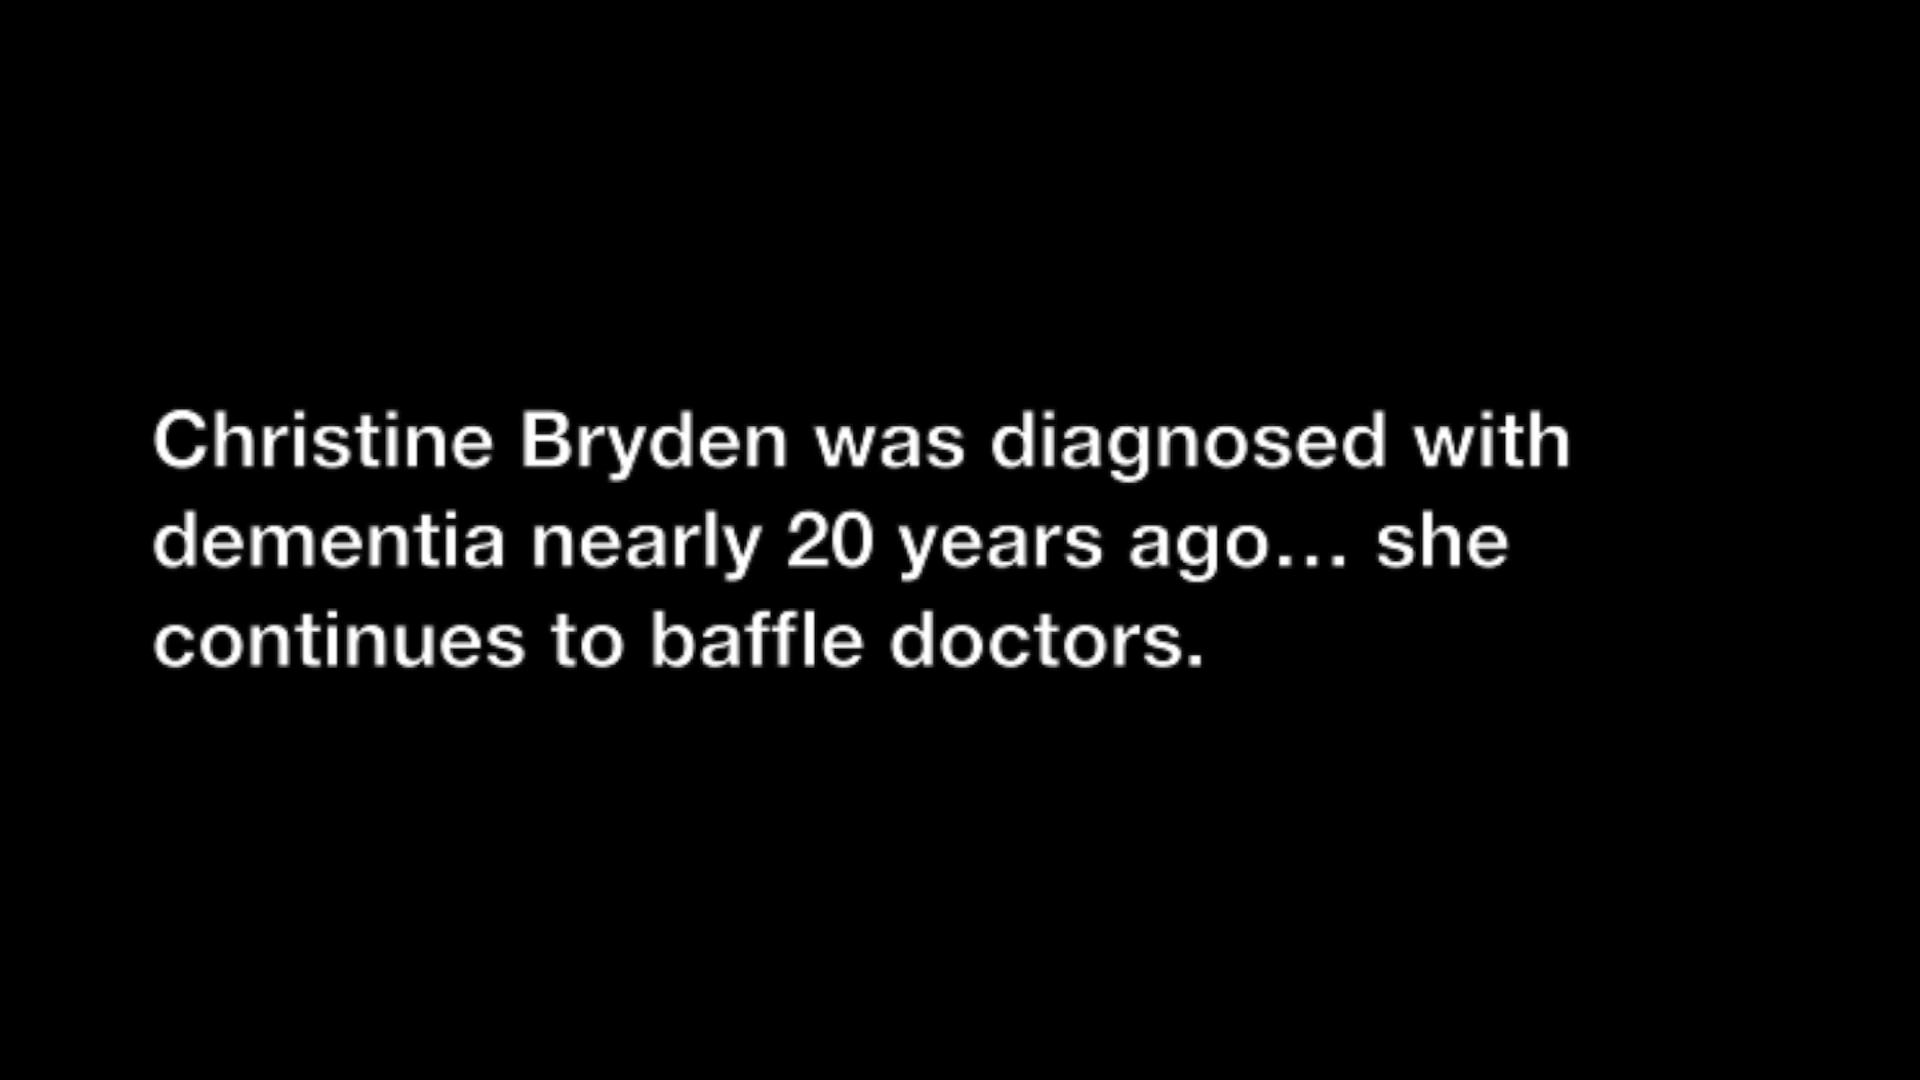 Christine Bryden was diagnosed with
dementia nearly 20 years ago... she
continues to baffle doctors.